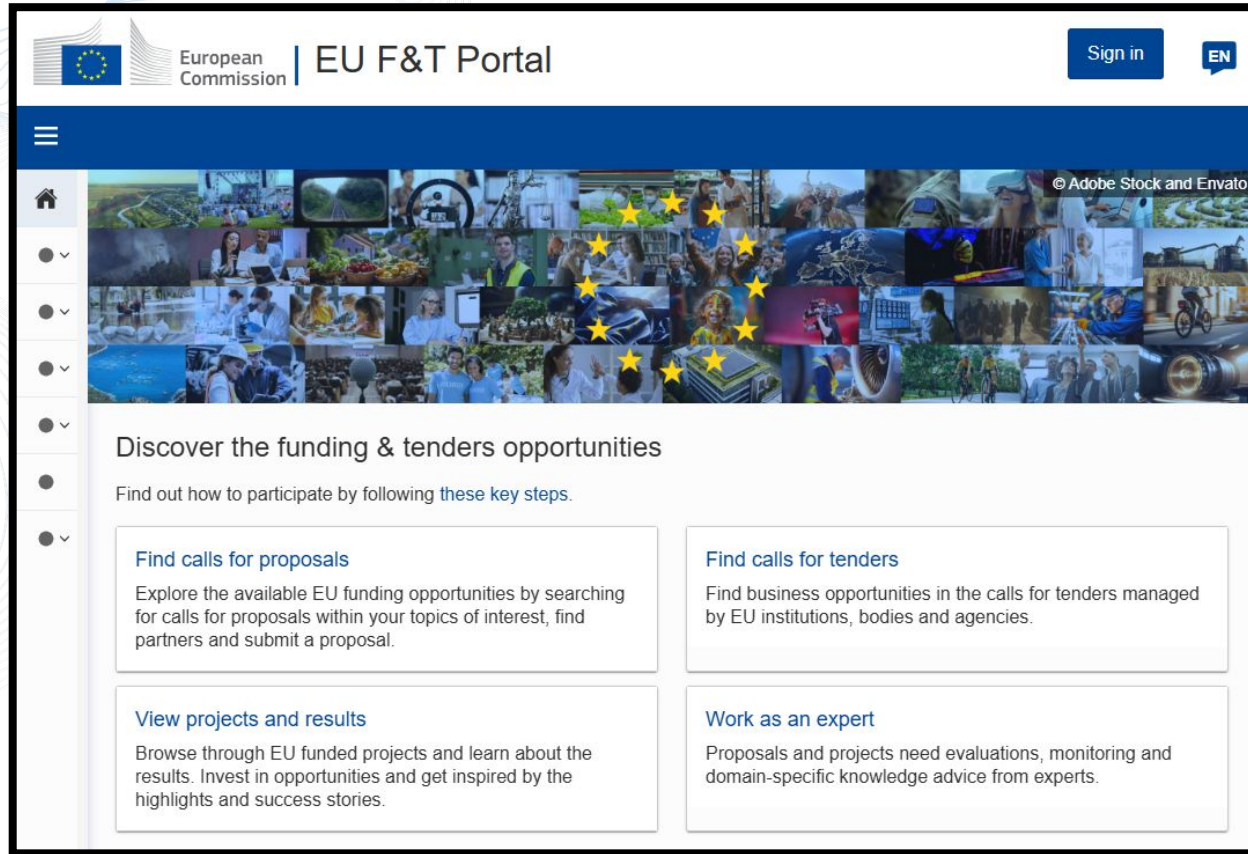 European
Commission
EU F&T Portal
Sign in
EN
© Adobe Stock and Envato
Discover the funding & tenders opportunities
Find out how to participate by following these key steps.
Find calls for proposals
Explore the available EU funding opportunities by searching
for calls for proposals within your topics of interest, find
partners and submit a proposal.
Find calls for tenders
Find business opportunities in the calls for tenders managed
by EU institutions, bodies and agencies.
View projects and results
Browse through EU funded projects and learn about the
results. Invest in opportunities and get inspired by the
highlights and success stories.
Work as an expert
Proposals and projects need evaluations, monitoring and
domain-specific knowledge advice from experts.